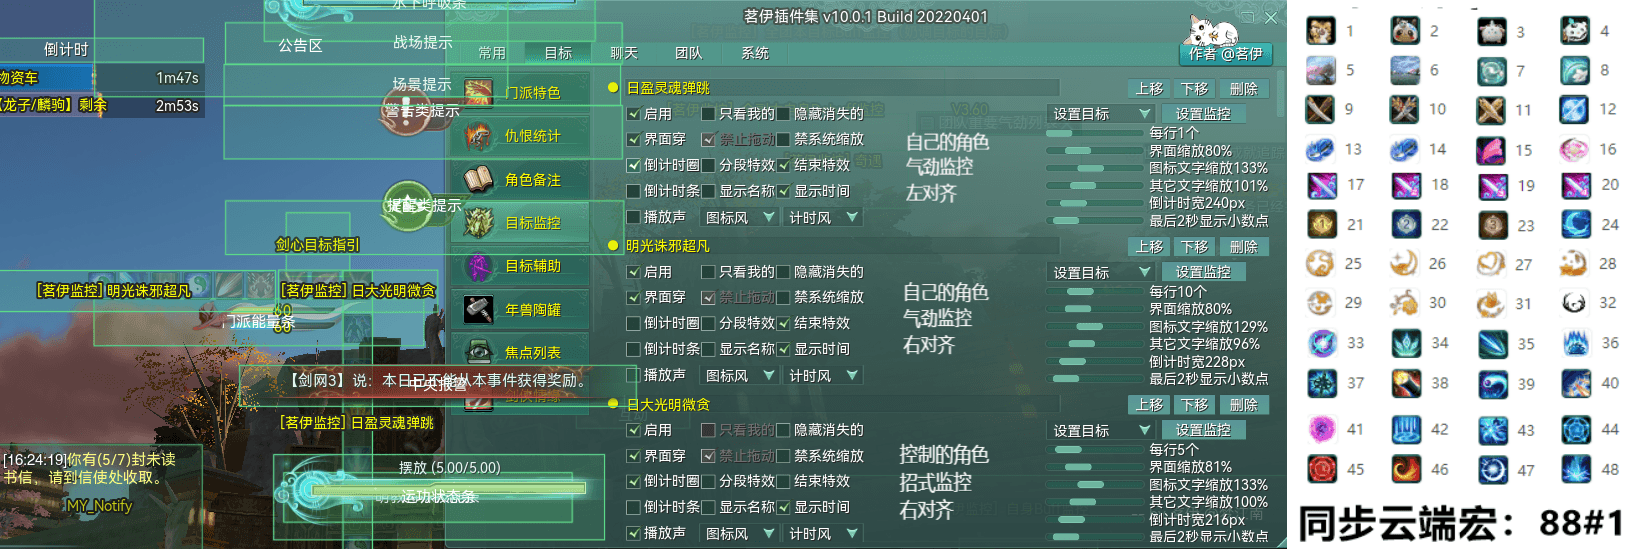 水下呼吸条
倒计时
公告区
战场提示
物资车 1m47s
场景提示
【龙子/麟驹】剩余 2m53s
警告类提示
提醒类提示
剑心目标指引
[茗伊监控] 明光诛邪超凡
[茗伊监控] 日大光明微贪
60
60
门派能量条
【剑网3】说：本日已不能从本事件获得奖励。
中央报警
[茗伊监控] 日盈灵魂弹跳
[16:24:19]你有(5/7)封未读
书信，请到信使处收取。
MY_Notify
摆放 (5.00/5.00)
运功状态条
茗伊插件集 v10.0.1 Build 20220401
常用 目标 聊天 团队 系统
作者 @茗伊
门派特色
仇恨统计
角色备注
目标监控
目标辅助
年兽陶罐
焦点列表
剑侠情缘
日盈灵魂弹跳 上移 下移 删除
启用 只看我的 隐藏消失的 设置目标 设置监控
界面穿 禁止拖动 禁系统缩放
倒计时圈 分段特效 结束特效
倒计时条 显示名称 显示时间
播放声 图标风 计时风
每行1个
界面缩放80%
图标文字缩放133%
其它文字缩放101%
倒计时宽240px
最后2秒显示小数点
自己的角色
气劲监控
左对齐
明光诛邪超凡 上移 下移 删除
启用 只看我的 隐藏消失的 设置目标 设置监控
界面穿 禁止拖动 禁系统缩放
倒计时圈 分段特效 结束特效
倒计时条 显示名称 显示时间
播放声 图标风 计时风
每行10个
界面缩放80%
图标文字缩放129%
其它文字缩放96%
倒计时宽228px
最后2秒显示小数点
自己的角色
气劲监控
右对齐
日大光明微贪 上移 下移 删除
启用 只看我的 隐藏消失的 设置目标 设置监控
界面穿 禁止拖动 禁系统缩放
倒计时圈 分段特效 结束特效
倒计时条 显示名称 显示时间
播放声 图标风 计时风
每行5个
界面缩放81%
图标文字缩放133%
其它文字缩放100%
倒计时宽216px
最后2秒显示小数点
控制的角色
招式监控
右对齐
1 2 3 4
5 6 7 8
9 10 11 12
13 14 15 16
17 18 19 20
21 22 23 24
25 26 27 28
29 30 31 32
33 34 35 36
37 38 39 40
41 42 43 44
45 46 47 48
同步云端宏：88#1